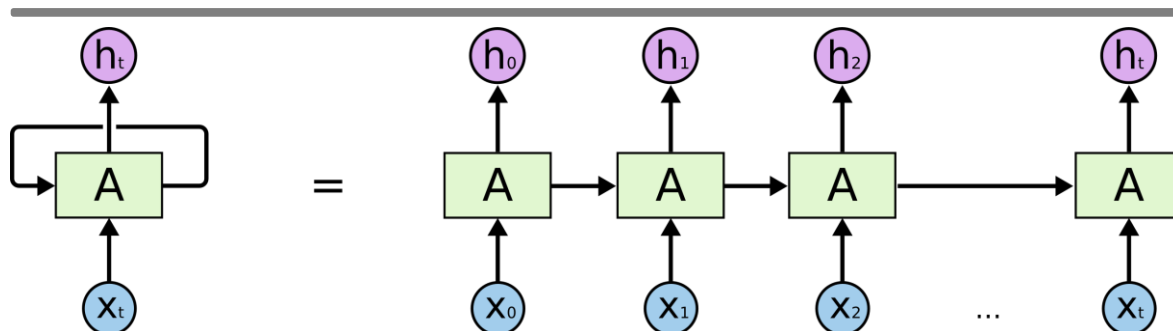 hₜ h₀ h₁ h₂ hₜ
A = A A A A
xₜ x₀ x₁ x₂ ... xₜ